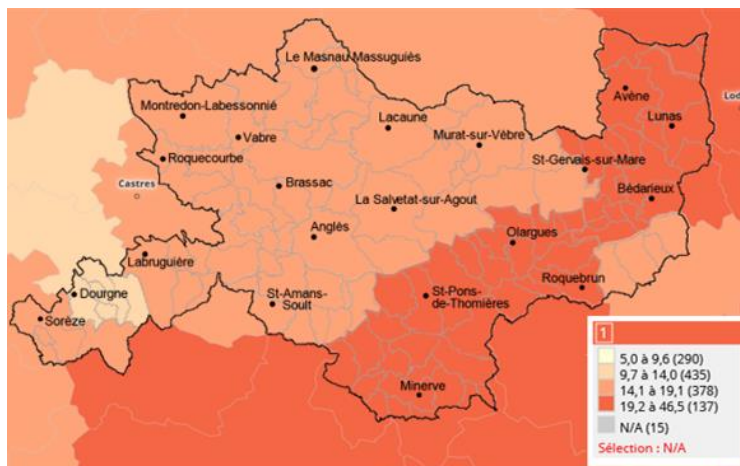 Le Masnau Massuguiès
Avène
Montredon-Labessonnié
Lacaune
Lunas
Vabre
Murat-sur-Vèbre
Roquecourbe
St-Gervais-sur-Mare
Castres
Brassac
La Salvetat-sur-Agout
Bédarieux
Anglès
Olargues
Labruguière
Dourgne
St-Amans-
Soult
St-Pons-
de-Thomières
Roquebrun
Sorèze
Minerve
1
5,0 à 9,6 (290)
9,7 à 14,0 (435)
14,1 à 19,1 (378)
19,2 à 46,5 (137)
N/A (15)
Sélection : N/A